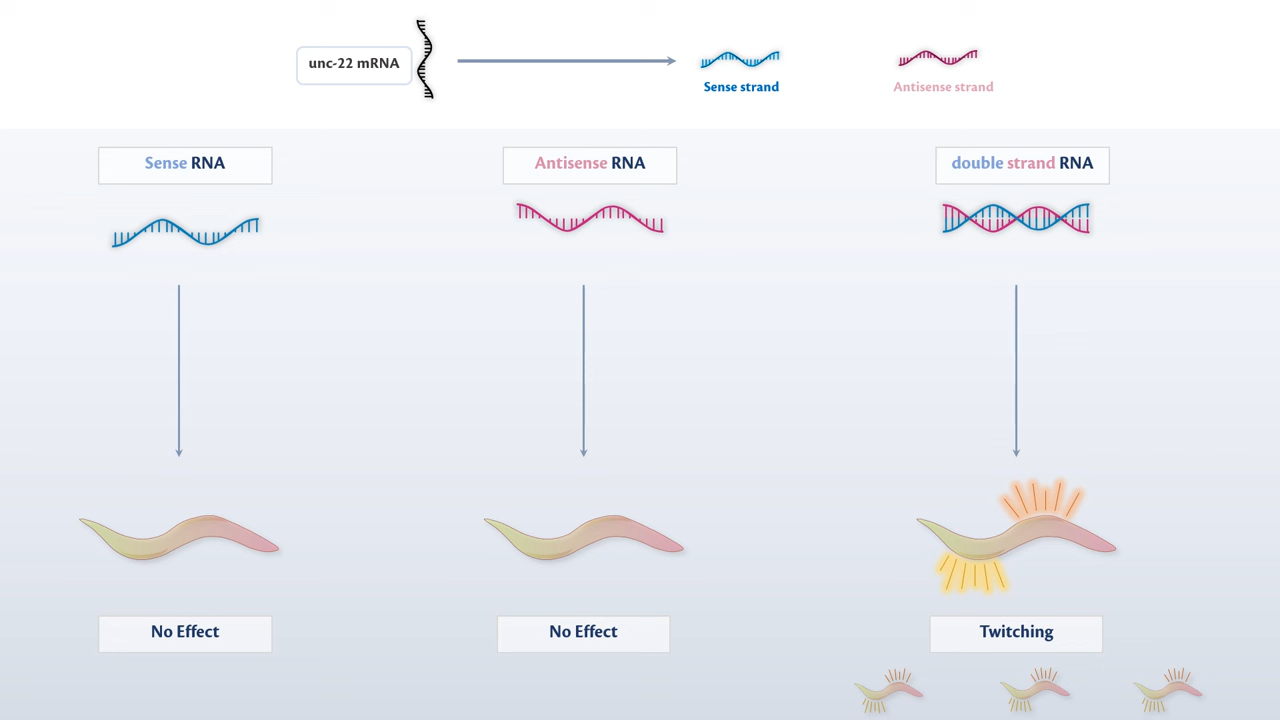 unc-22 mRNA
Sense strand
Antisense strand
Sense RNA
Antisense RNA
double strand RNA
No Effect
No Effect
Twitching